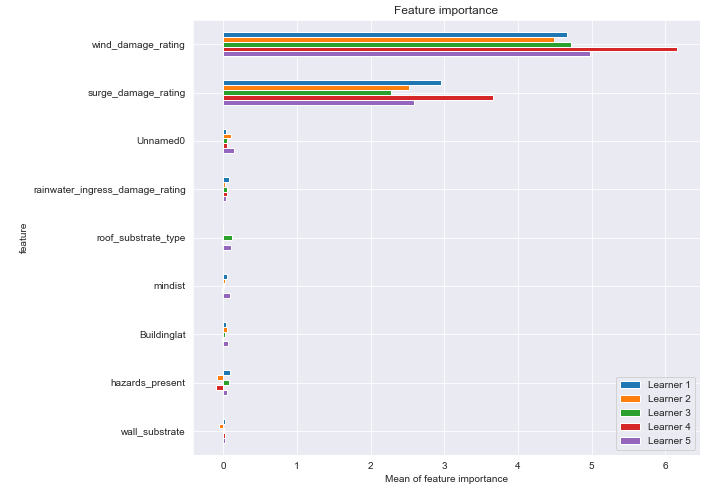 Feature importance
wind_damage_rating
surge_damage_rating
Unnamed0
rainwater_ingress_damage_rating
roof_substrate_type
mindist
Buildinglat
hazards_present
wall_substrate
feature
Learner 1
Learner 2
Learner 3
Learner 4
Learner 5
0 1 2 3 4 5 6
Mean of feature importance